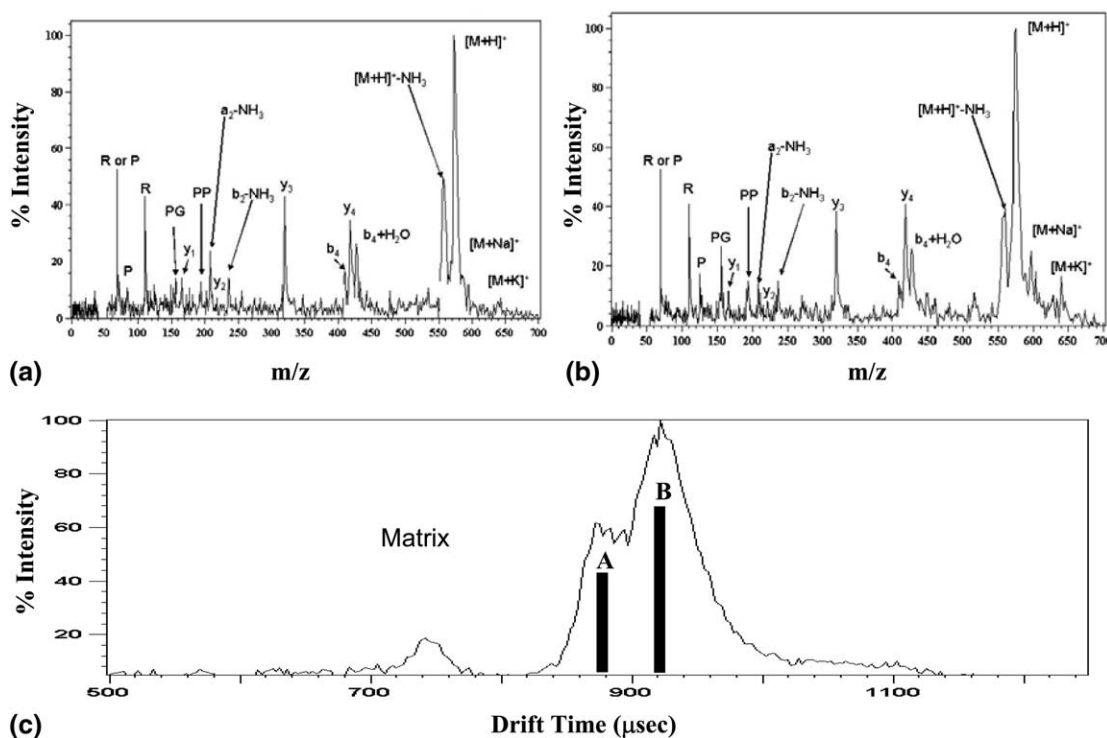 100
80
60
40
20
0
% Intensity
R or P
P
R
PG
y₁
PP
a₂-NH₃
y₂
b₂-NH₃
y₃
b₄
y₄
b₄+H₂O
[M+H]⁺-NH₃
[M+H]⁺
[M+Na]⁺
[M+K]⁺
0 50 100 150 200 250 300 350 400 450 500 550 600 650 700
(a)
m/z
100
80
60
40
20
0
% Intensity
R or P
R
P
PG
y₁
PP
a₂-NH₃
y₂
b₂-NH₃
y₃
b₄
y₄
b₄+H₂O
[M+H]⁺-NH₃
[M+H]⁺
[M+Na]⁺
[M+K]⁺
0 50 100 150 200 250 300 350 400 450 500 550 600 650 700
(b)
m/z
100
80
60
40
20
% Intensity
Matrix
A
B
500 700 900 1100
(c)
Drift Time (μsec)